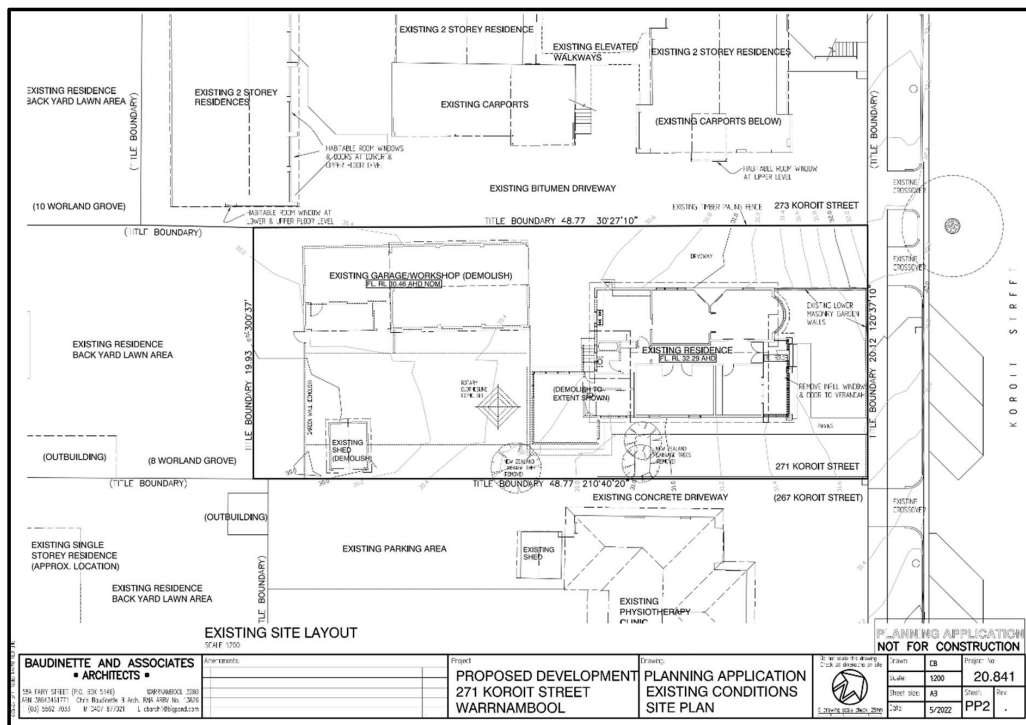 EXISTING 2 STOREY RESIDENCE
EXISTING ELEVATED
WALKWAYS
EXISTING 2 STOREY RESIDENCES
EXISTING RESIDENCE
BACK YARD LAWN AREA
EXISTING 2 STOREY
RESIDENCES
EXISTING CARPORTS
(EXISTING CARPORTS BELOW)
(TITLE BOUNDARY)
(TITLE BOUNDARY)
HABITABLE ROOM WINDOWS
& DOORS AT LOWER &
UPPER FLOOR LEVEL
HABITABLE ROOM WINDOW
AT UPPER LEVEL
EXISTING BITUMEN DRIVEWAY
EXISTING
CROSSOVER
(10 WORLAND GROVE)
HABITABLE ROOM WINDOW AT
LOWER & UPPER FLOOR LEVEL
EXISTING TIMBER PALING FENCE
273 KOROIT STREET
TITLE BOUNDARY 48.77 30°27'10"
(TITLE BOUNDARY)
DRIVEWAY
EXISTING
CROSSOVER
EXISTING GARAGE/WORKSHOP (DEMOLISH)
FL. RL 30.46 AHD NOM
EXISTING LOWER
MASONRY GARDEN
WALLS
TITLE BOUNDARY 19.93 300°37'
TITLE BOUNDARY 20.12 120°37'10"
KOROIT STREET
EXISTING RESIDENCE
BACK YARD LAWN AREA
EXISTING RESIDENCE
FL. RL 32.29 AHD
ROTARY
CLOTHESLINE
(DEMOLISH)
(DEMOLISH TO
EXTENT SHOWN)
REMOVE INFILL WINDOWS
& DOOR TO VERANDAH
EXISTING
SHED
(DEMOLISH)
(OUTBUILDING)
(8 WORLAND GROVE)
271 KOROIT STREET
(TITLE BOUNDARY)
TITLE BOUNDARY 48.77 210°40'20"
EXISTING CONCRETE DRIVEWAY
(267 KOROIT STREET)
EXISTING
CROSSOVER
(OUTBUILDING)
EXISTING SINGLE
STOREY RESIDENCE
(APPROX. LOCATION)
EXISTING PARKING AREA
EXISTING
SHED
EXISTING RESIDENCE
BACK YARD LAWN AREA
TITLE BOUNDARY)
EXISTING
PHYSIOTHERAPY
CLINIC
EXISTING SITE LAYOUT
SCALE 1:200
PLANNING APPLICATION
NOT FOR CONSTRUCTION
BAUDINETTE AND ASSOCIATES
• ARCHITECTS •
Amendments:
Project
PROPOSED DEVELOPMENT
271 KOROIT STREET
WARRNAMBOOL
Drawing:
PLANNING APPLICATION
EXISTING CONDITIONS
SITE PLAN
Drawn: CB
Scale: 1:200
Sheet size: A3
Date: 5/2022
Project No.
20.841
Sheet: PP2
Rev. .